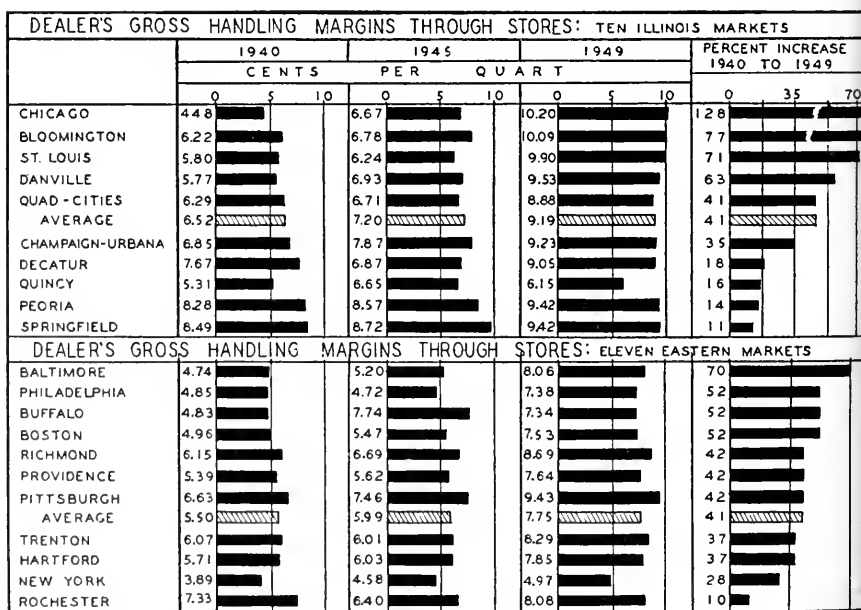 DEALER'S GROSS HANDLING MARGINS THROUGH STORES: TEN ILLINOIS MARKETS
1940 1945 1949 PERCENT INCREASE
1940 TO 1949
CENTS PER QUART
0 5 10 0 5 10 0 5 10 0 35 70
CHICAGO 4.48 6.67 10.20 128
BLOOMINGTON 6.22 6.78 10.09 77
ST. LOUIS 5.80 6.24 9.90 71
DANVILLE 5.77 6.93 9.53 63
QUAD-CITIES 6.29 6.71 8.88 41
AVERAGE 6.52 7.20 9.19 41
CHAMPAIGN-URBANA 6.85 7.87 9.23 35
DECATUR 7.67 6.87 9.05 18
QUINCY 5.31 6.65 6.15 16
PEORIA 8.28 8.57 9.42 14
SPRINGFIELD 8.49 8.72 9.42 11
DEALER'S GROSS HANDLING MARGINS THROUGH STORES: ELEVEN EASTERN MARKETS
BALTIMORE 4.74 5.20 8.06 70
PHILADELPHIA 4.85 4.72 7.38 52
BUFFALO 4.83 7.74 7.34 52
BOSTON 4.96 5.47 7.53 52
RICHMOND 6.15 6.69 8.69 42
PROVIDENCE 5.39 5.62 7.64 42
PITTSBURGH 6.63 7.46 9.43 42
AVERAGE 5.50 5.99 7.75 41
TRENTON 6.07 6.01 8.29 37
HARTFORD 5.71 6.03 7.85 37
NEW YORK 3.89 4.58 4.97 28
ROCHESTER 7.33 6.40 8.08 10